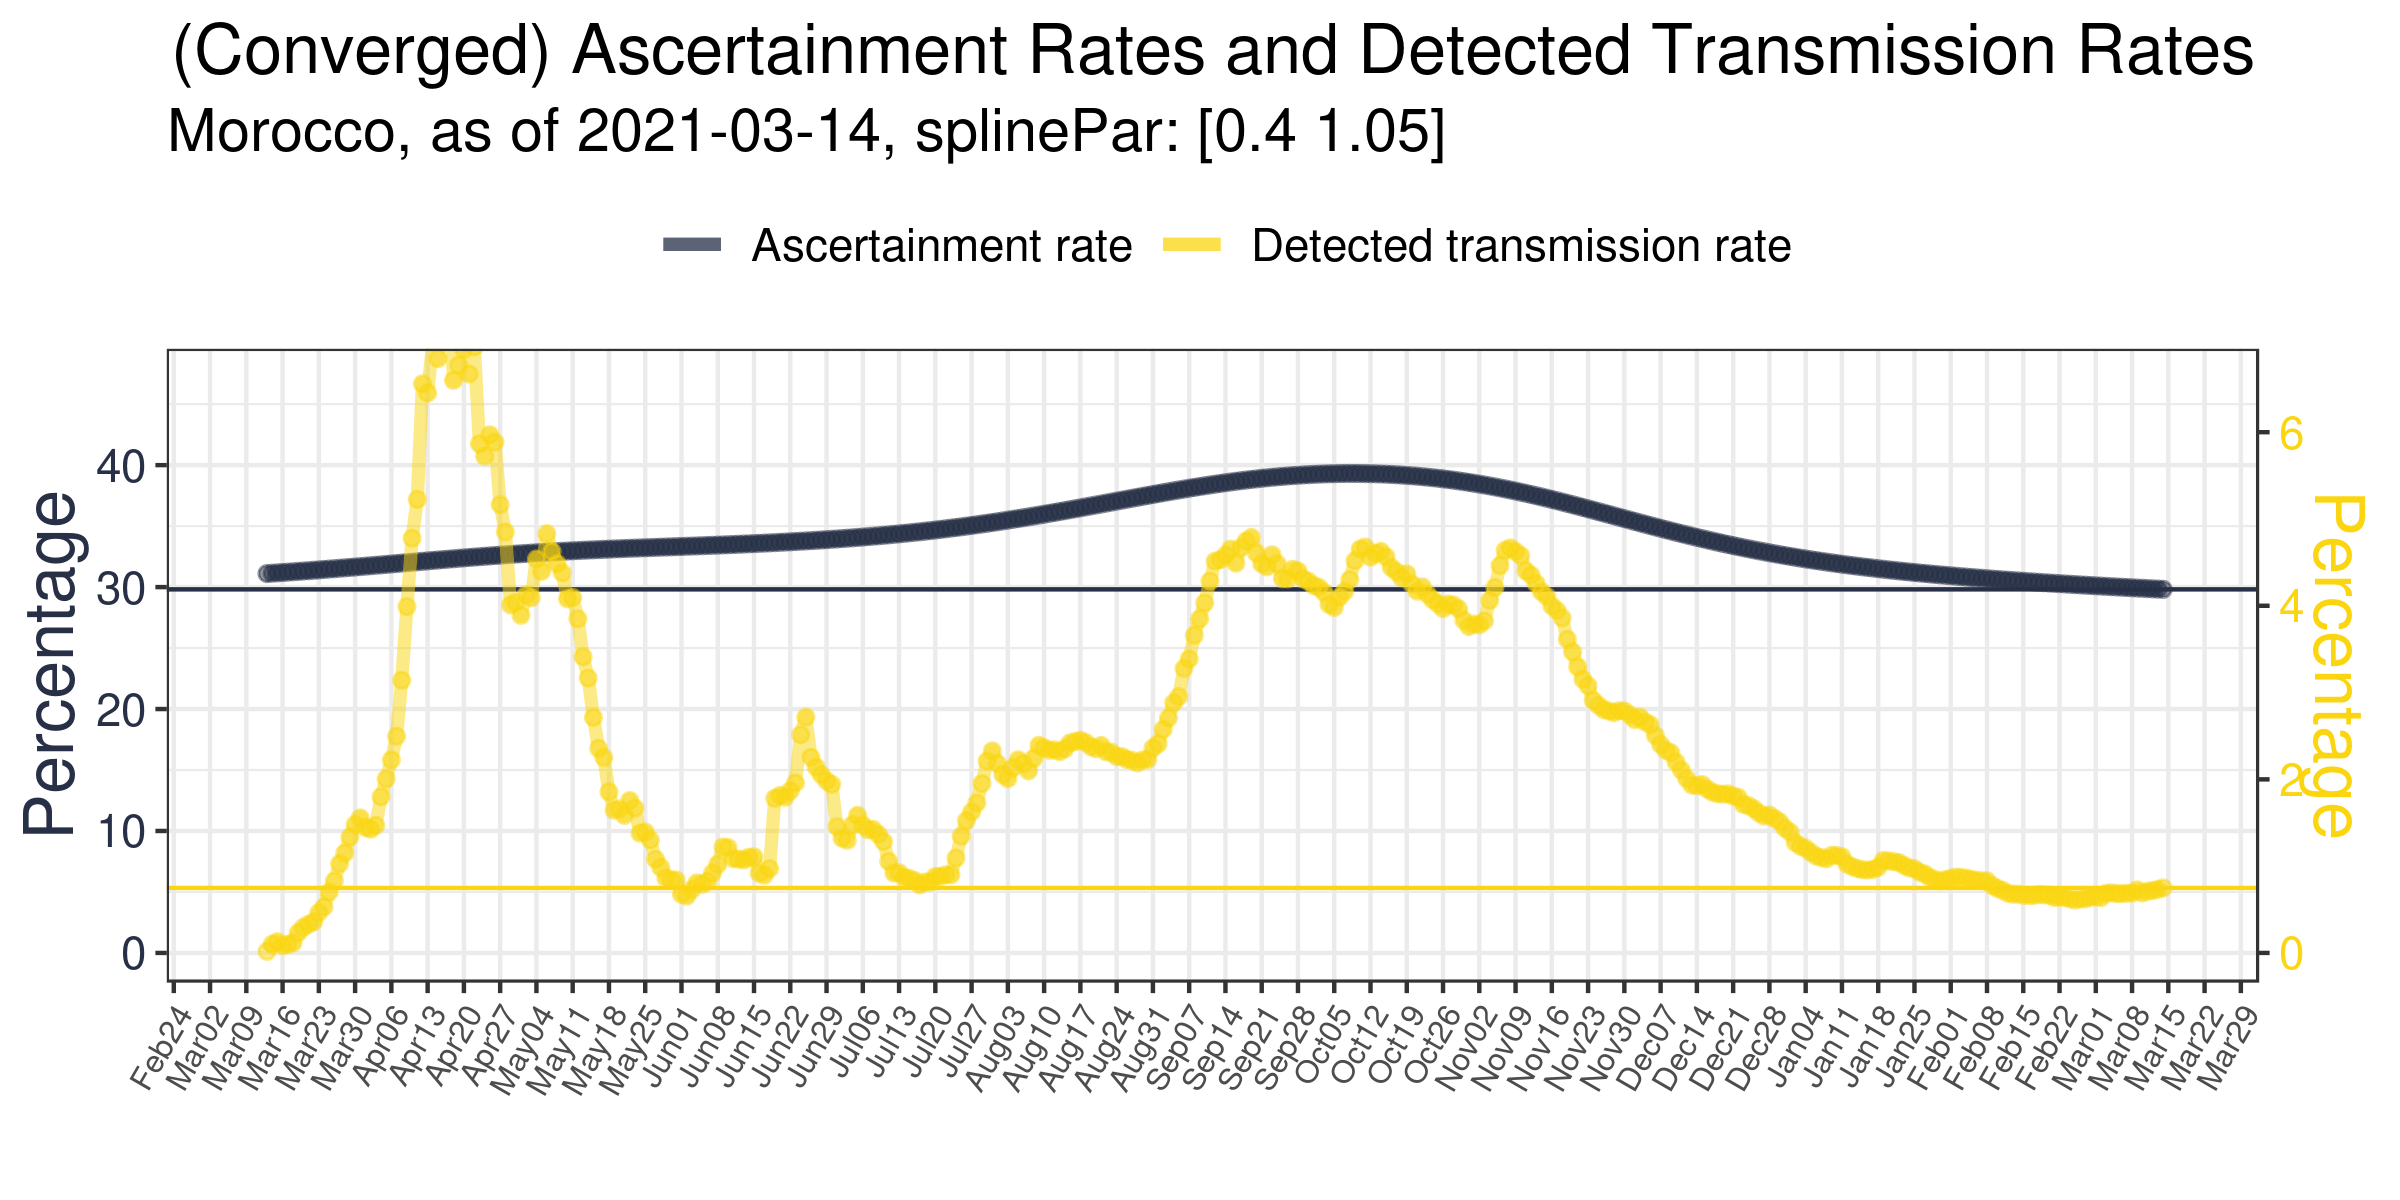 (Converged) Ascertainment Rates and Detected Transmission Rates
Morocco, as of 2021-03-14, splinePar: [0.4 1.05]
Ascertainment rate
Detected transmission rate
Percentage
40
30
20
10
0
6
4
2
0
Percentage
Feb24
Mar02
Mar09
Mar16
Mar23
Mar30
Apr06
Apr13
Apr20
Apr27
May04
May11
May18
May25
Jun01
Jun08
Jun15
Jun22
Jun29
Jul06
Jul13
Jul20
Jul27
Aug03
Aug10
Aug17
Aug24
Aug31
Sep07
Sep14
Sep21
Sep28
Oct05
Oct12
Oct19
Oct26
Nov02
Nov09
Nov16
Nov23
Nov30
Dec07
Dec14
Dec21
Dec28
Jan04
Jan11
Jan18
Jan25
Feb01
Feb08
Feb15
Feb22
Mar01
Mar08
Mar15
Mar22
Mar29